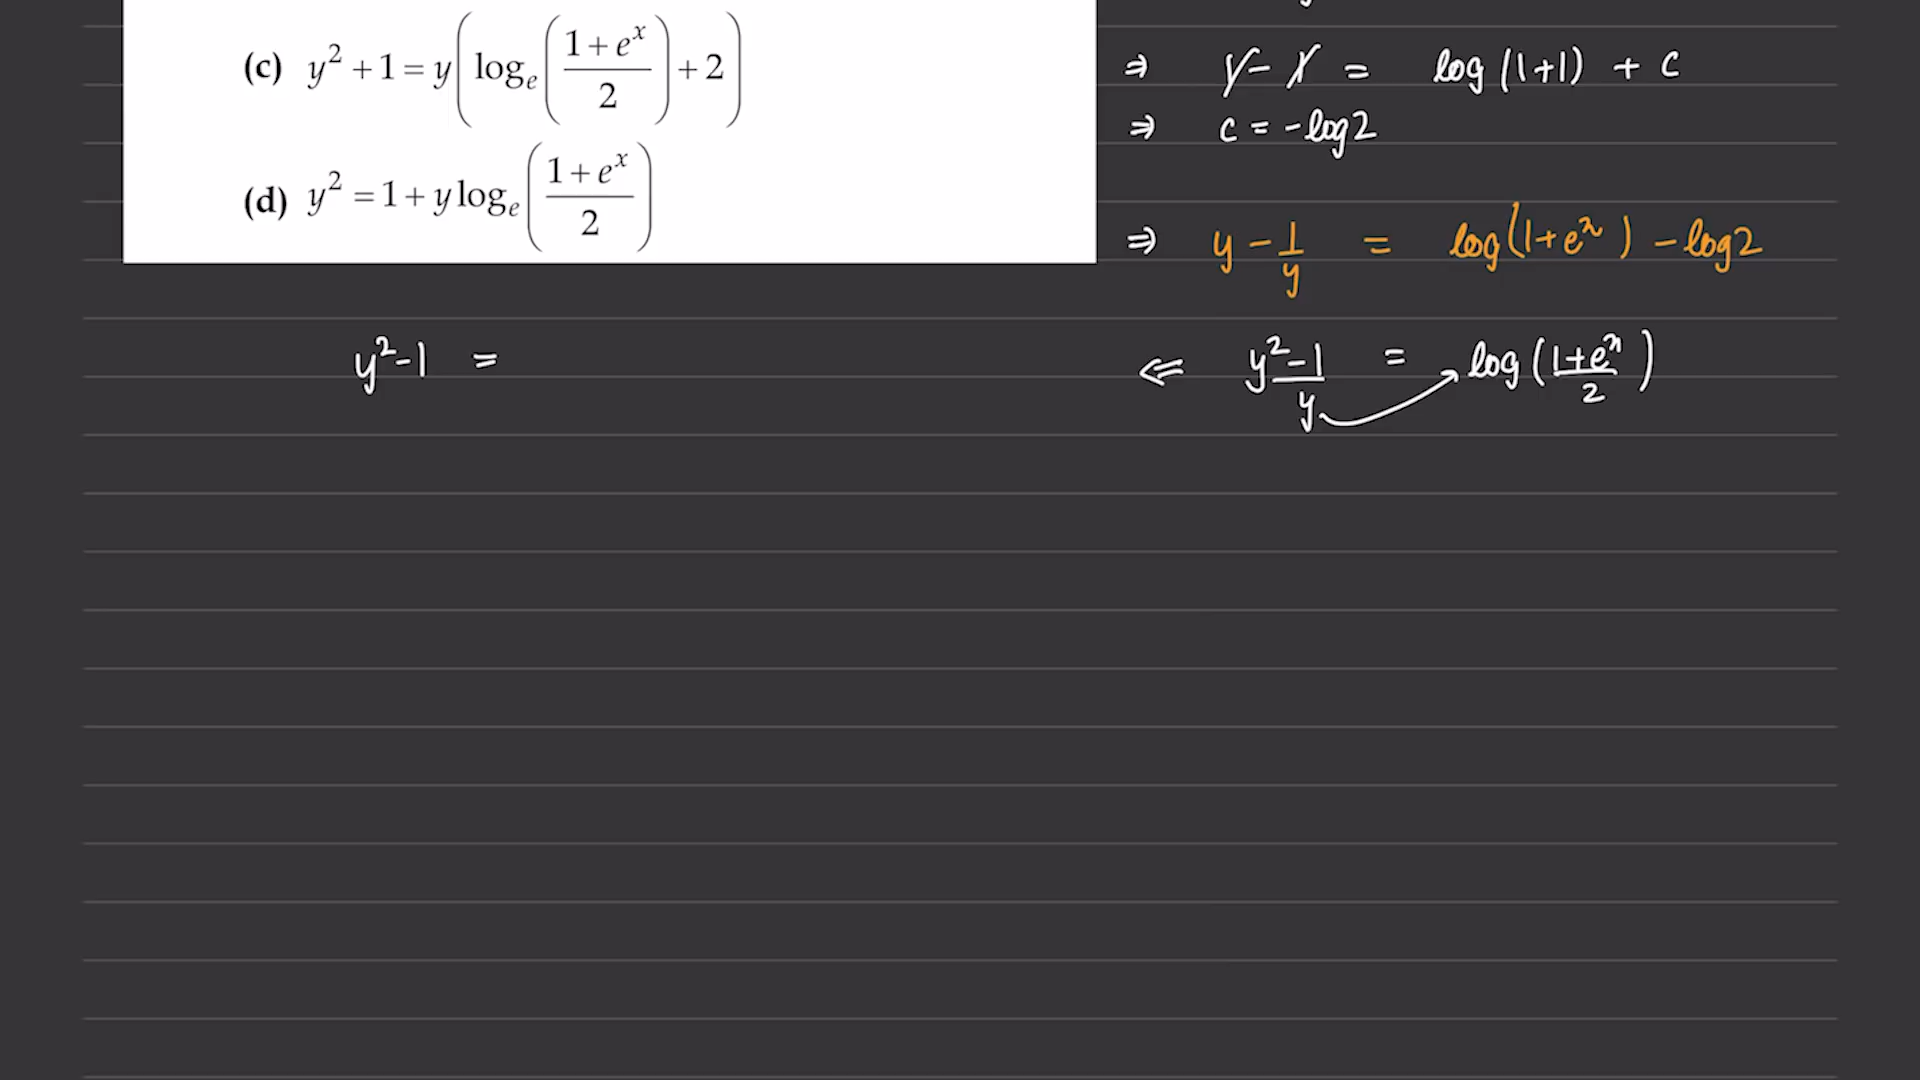 (c) y² + 1 = y(logₑ((1 + eˣ)/2) + 2)
(d) y² = 1 + y logₑ((1 + eˣ)/2)
⇒ y - x = log(1+1) + c
⇒ c = -log2
⇒ y - 1/y = log(1+eˣ) - log2
⇐ (y²-1)/y = log((1+eˣ)/2)
y²-1 =